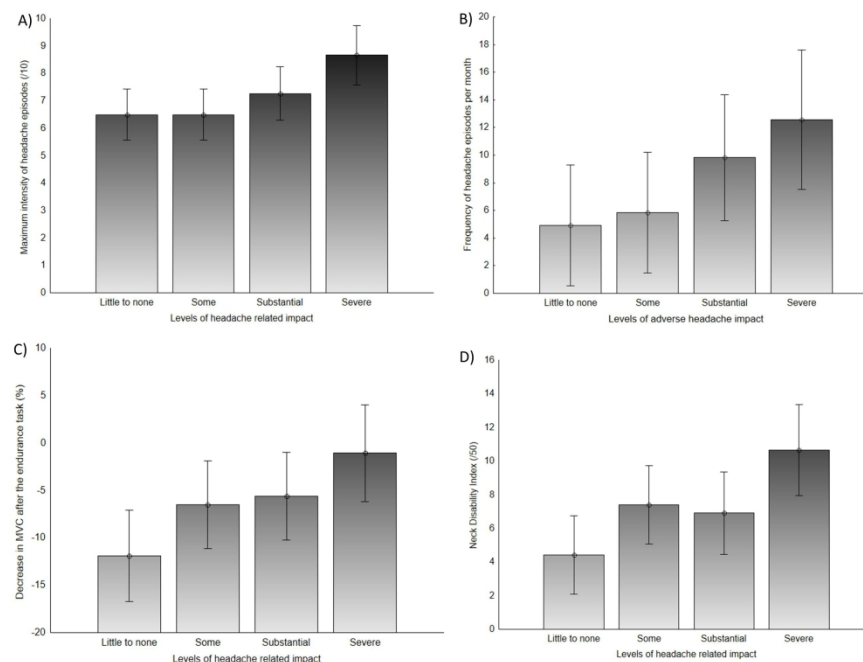 A)
Maximum intensity of headache episodes (/10)
10
9
8
7
6
5
4
3
2
1
0
Little to none Some Substantial Severe
Levels of headache related impact
B)
Frequency of headache episodes per month
20
18
16
14
12
10
8
6
4
2
0
Little to none Some Substantial Severe
Levels of adverse headache impact
C)
Decrease in MVC after the endurance task (%)
10
5
0
-5
-10
-15
-20
Little to none Some Substantial Severe
Levels of headache related impact
D)
Neck Disability Index (/50)
16
14
12
10
8
6
4
2
0
Little to none Some Substantial Severe
Levels of headache related impact